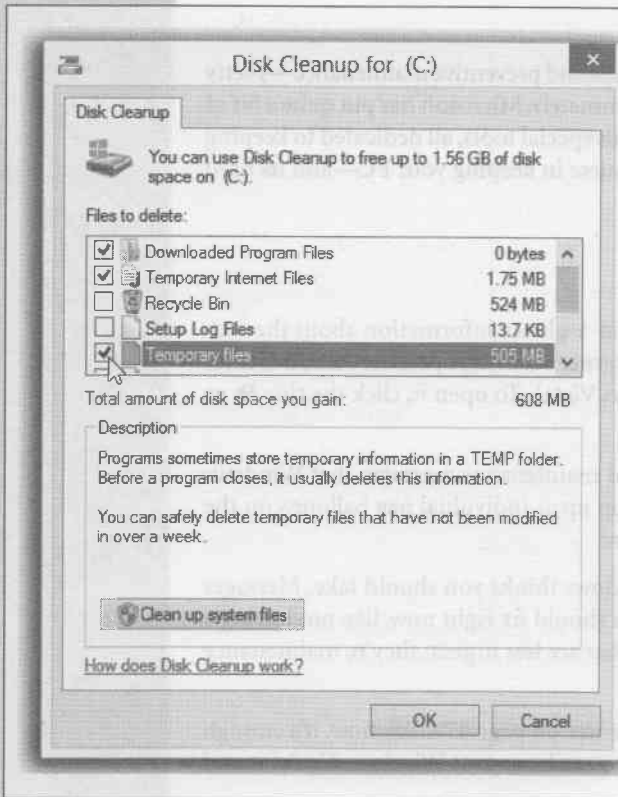 Disk Cleanup for (C:)
Disk Cleanup
You can use Disk Cleanup to free up to 1.56 GB of disk
space on (C:).
Files to delete:
Downloaded Program Files 0 bytes
Temporary Internet Files 1.75 MB
Recycle Bin 524 MB
Setup Log Files 13.7 KB
Temporary files 505 MB
Total amount of disk space you gain: 608 MB
Description
Programs sometimes store temporary information in a TEMP folder.
Before a program closes, it usually deletes this information.
You can safely delete temporary files that have not been modified
in over a week.
Clean up system files
How does Disk Cleanup work?
OK Cancel